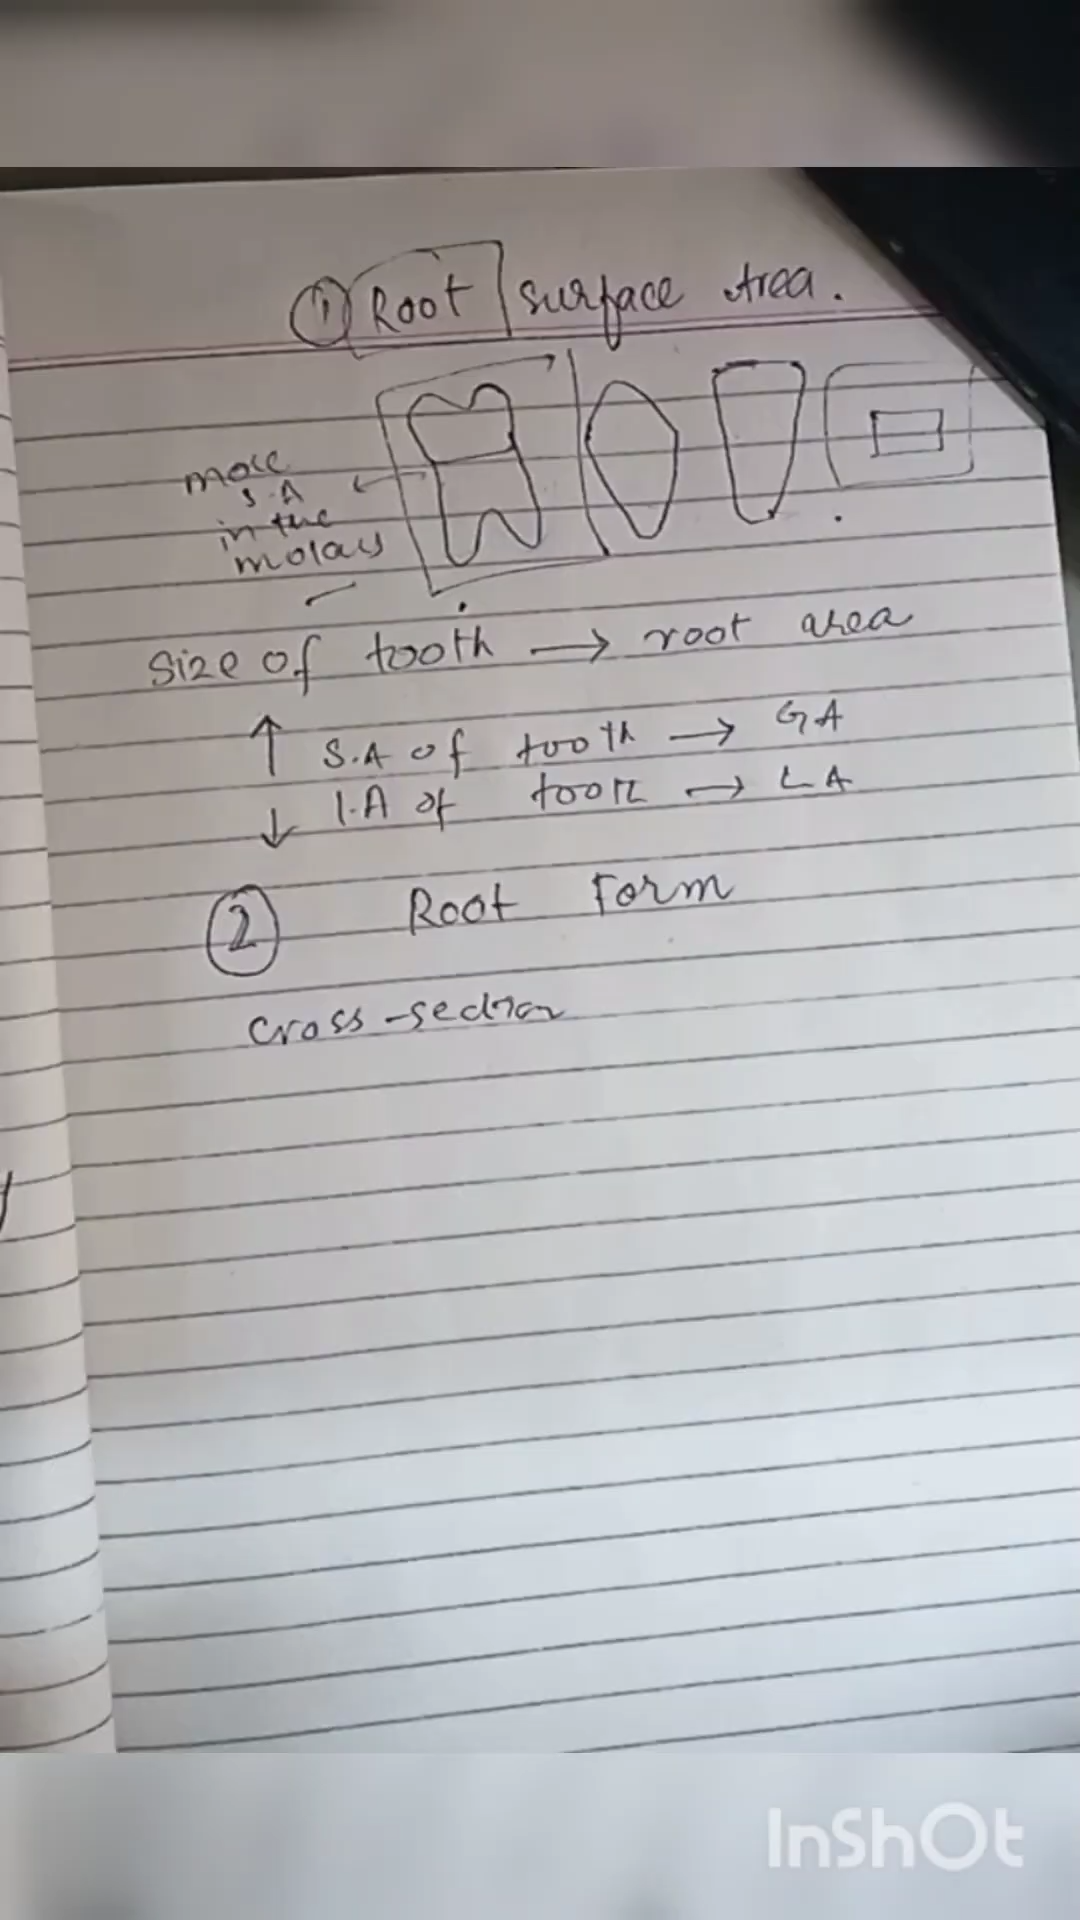 ① Root surface Area.
more
S.A
in the
molars
Size of tooth → root area
↑ S.A of tooth → GA
↓ S.A of tooth → LA
② Root Form
Cross-section
InShOt